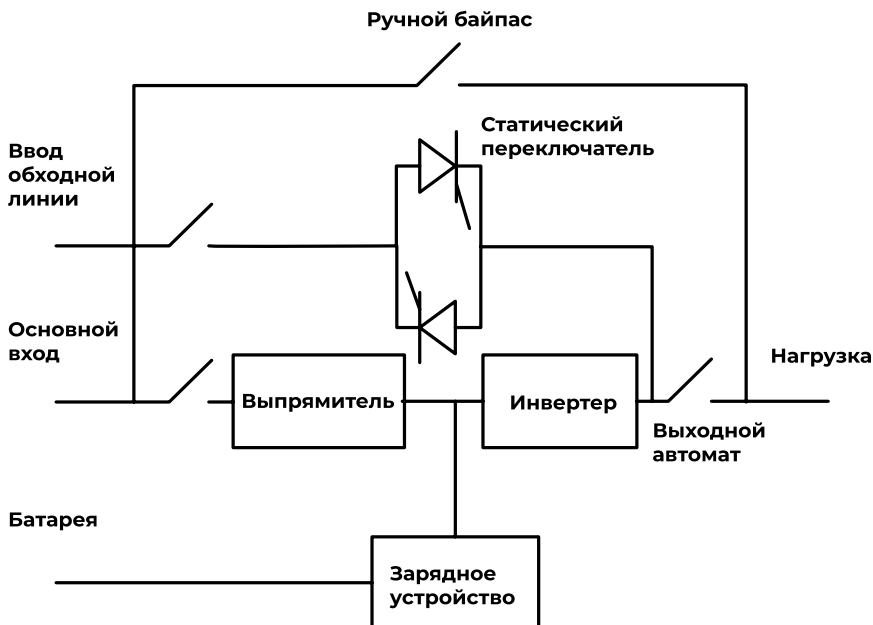 Ручной байпас
Статический
переключатель
Ввод
обходной
линии
Основной
вход
Нагрузка
Выпрямитель
Инвертер
Выходной
автомат
Батарея
Зарядное
устройство